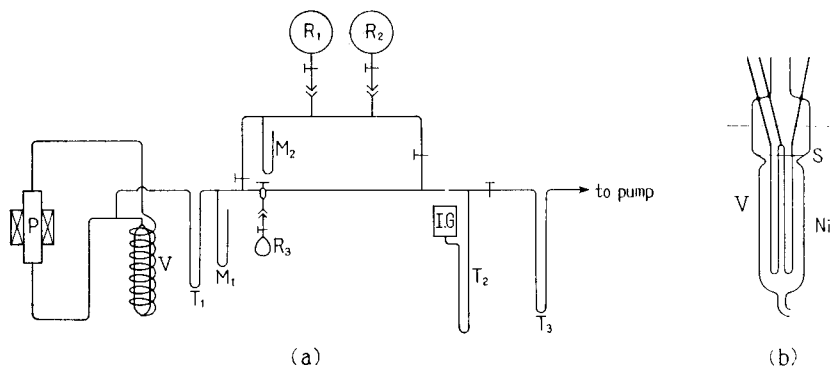 R₁
R₂
M₂
P
V
T₁
M₁
R₃
I.G
T₂
T₃
to pump
(a)
S
V
Ni
(b)